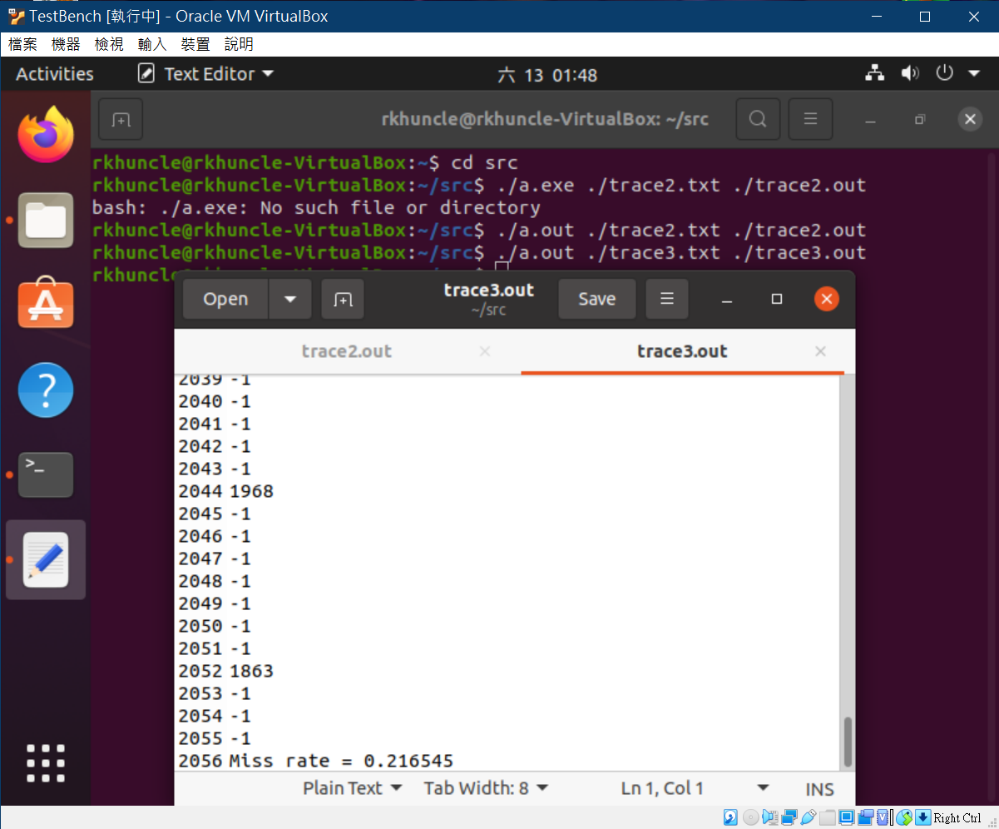 TestBench [執行中] - Oracle VM VirtualBox
檔案 機器 檢視 輸入 裝置 說明
Activities Text Editor 六 13 01:48
rkhuncle@rkhuncle-VirtualBox: ~/src
rkhuncle@rkhuncle-VirtualBox:~$ cd src
rkhuncle@rkhuncle-VirtualBox:~/src$ ./a.exe ./trace2.txt ./trace2.out
bash: ./a.exe: No such file or directory
rkhuncle@rkhuncle-VirtualBox:~/src$ ./a.out ./trace2.txt ./trace2.out
rkhuncle@rkhuncle-VirtualBox:~/src$ ./a.out ./trace3.txt ./trace3.out
rkhuncle@rkhuncle-VirtualBox:~/src$
Open trace3.out Save
~/src
trace2.out trace3.out
2039 -1
2040 -1
2041 -1
2042 -1
2043 -1
2044 1968
2045 -1
2046 -1
2047 -1
2048 -1
2049 -1
2050 -1
2051 -1
2052 1863
2053 -1
2054 -1
2055 -1
2056 Miss rate = 0.216545
Plain Text Tab Width: 8 Ln 1, Col 1 INS
Right Ctrl